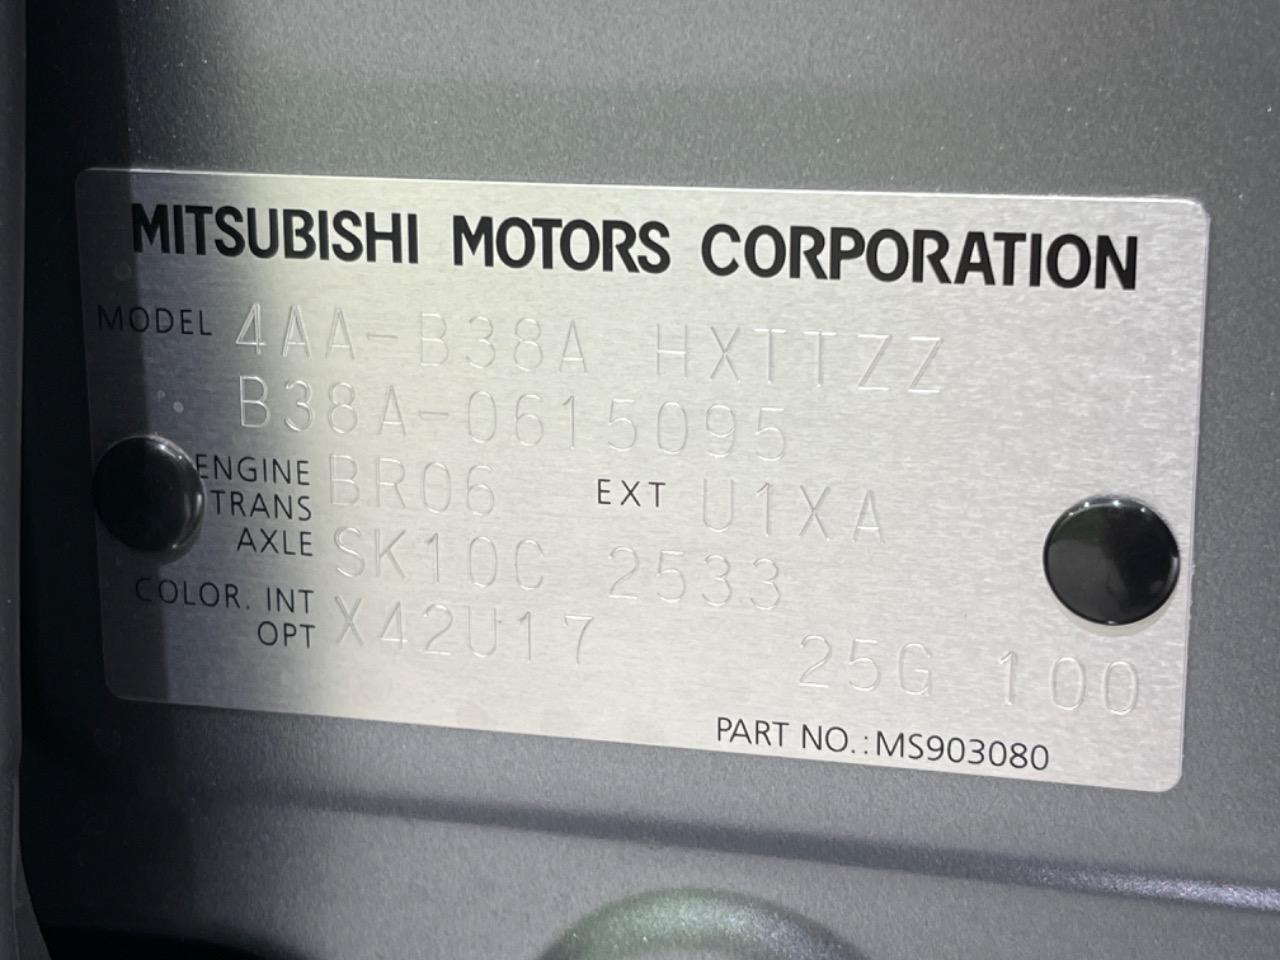 MITSUBISHI MOTORS CORPORATION
MODEL 4AA-B38A HXTTZZ
B38A-0615095
ENGINE BR06 EXT U1XA
TRANS
AXLE SK10C 2533
COLOR. INT X42U17
OPT 25G 100
PART NO.:MS903080